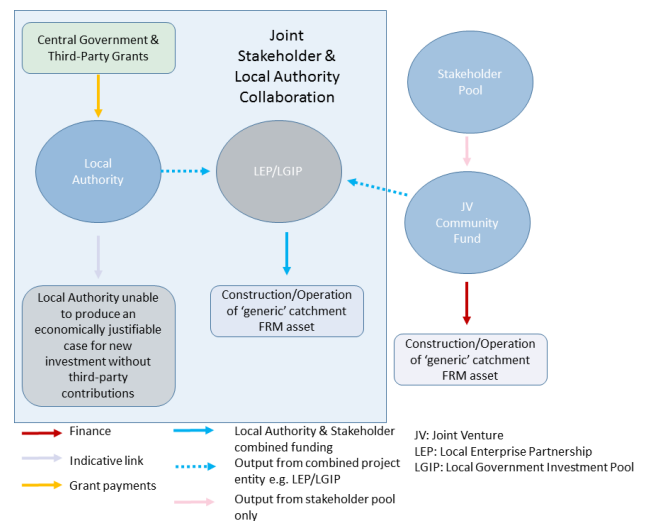 Central Government &
Third-Party Grants
Joint
Stakeholder &
Local Authority
Collaboration
Stakeholder
Pool
Local
Authority
LEP/LGIP
JV
Community
Fund
Local Authority unable
to produce an
economically justifiable
case for new
investment without
third-party
contributions
Construction/Operation
of ‘generic’ catchment
FRM asset
Construction/Operation
of ‘generic’ catchment
FRM asset
Finance
Indicative link
Grant payments
Local Authority & Stakeholder
combined funding
Output from combined project
entity e.g. LEP/LGIP
Output from stakeholder pool
only
JV: Joint Venture
LEP: Local Enterprise Partnership
LGIP: Local Government Investment Pool